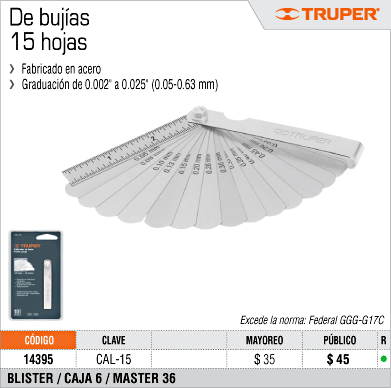 De bujías
15 hojas
TRUPER®
› Fabricado en acero
› Graduación de 0.002" a 0.025" (0.05-0.63 mm)
TRUPER
TRUPER
Excede la norma: Federal GGG-G17C
CÓDIGO CLAVE MAYOREO PÚBLICO R
14395 CAL-15 $ 35 $ 45 ●
BLISTER / CAJA 6 / MASTER 36